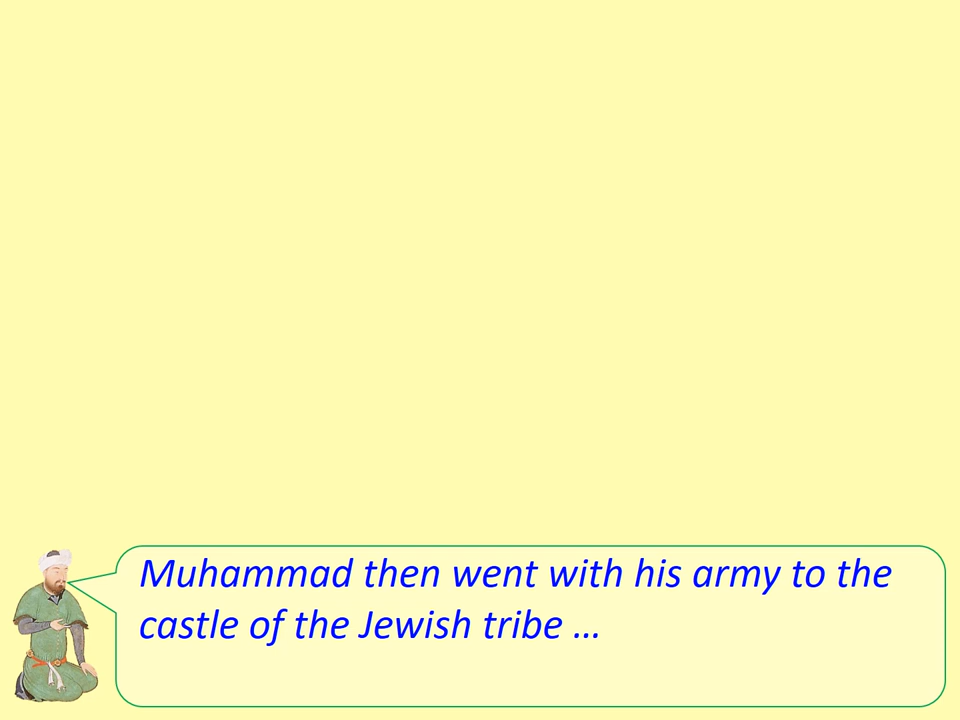 Muhammad then went with his army to the
castle of the Jewish tribe …